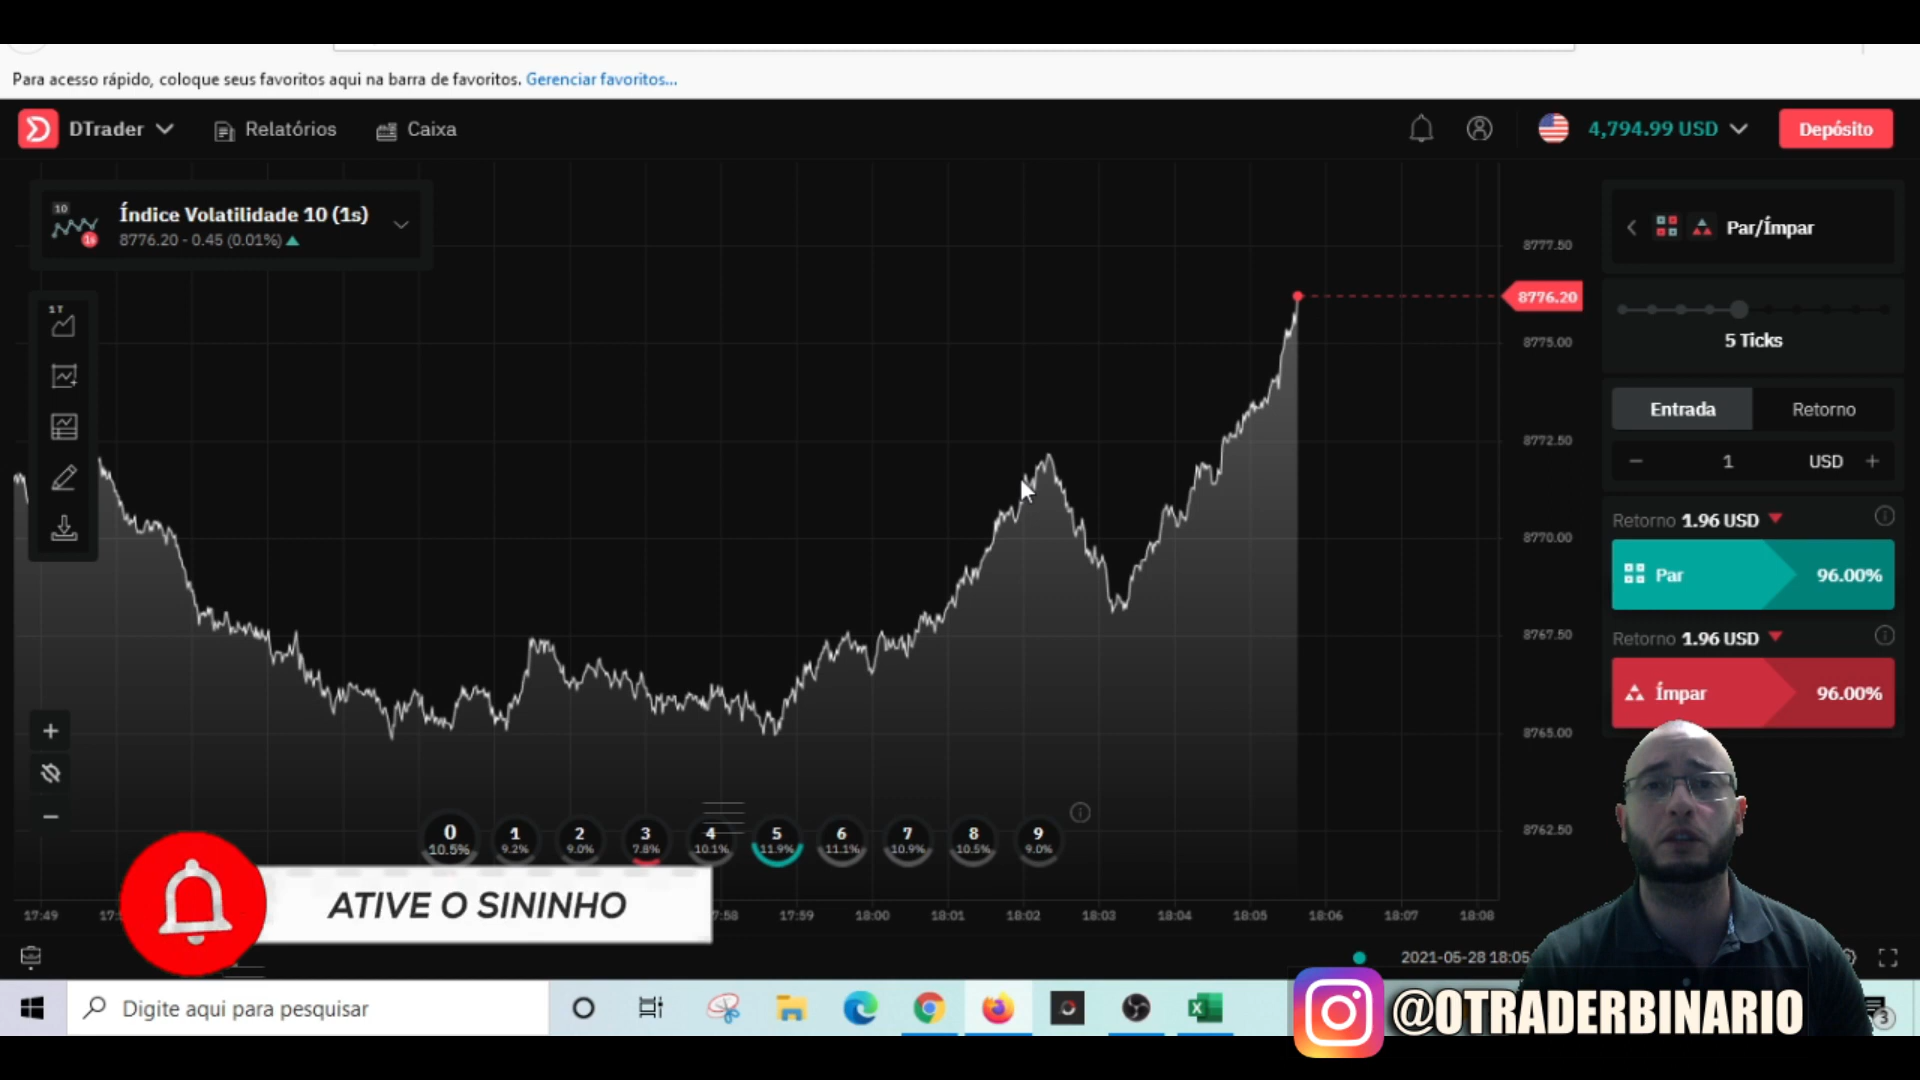 Para acesso rápido, coloque seus favoritos aqui na barra de favoritos. Gerenciar favoritos...
DTrader
Relatórios
Caixa
4,794.99 USD
Depósito
10
1s
Índice Volatilidade 10 (1s)
8776.20 - 0.45 (0.01%)
Par/Ímpar
1T
5 Ticks
Entrada
Retorno
1
USD
Retorno 1.96 USD
Par
96.00%
Retorno 1.96 USD
Ímpar
96.00%
8777.50
8776.20
8775.00
8772.50
8770.00
8767.50
8765.00
8762.50
0 1 2 3 4 5 6 7 8 9
10.5% 9.2% 9.0% 7.8% 10.1% 11.9% 11.1% 10.9% 10.5% 9.0%
ATIVE O SININHO
17:49
17:59 18:00 18:01 18:02 18:03 18:04 18:05 18:06 18:07 18:08
2021-05-28 18:05
Digite aqui para pesquisar
@OTRADERBINARIO
3